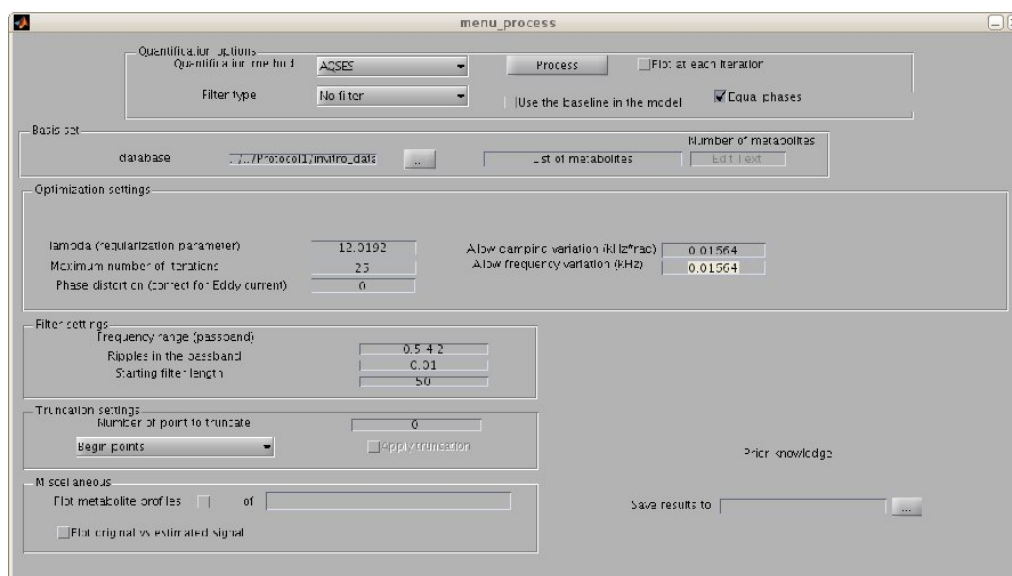 menu_process
Quantification options
Quantification method AQSES Process Plot at each iteration
Filter type No filter Use the baseline in the model Equal phases
Basis set
Number of metabolites
database ../../Protocol1/invitro_data ... List of metabolites Edit Text
Optimization settings
lambda (regularization parameter) 12.0192 Allow damping variation (kHz*rad) 0.01564
Maximum number of iterations 25 Allow frequency variation (kHz) 0.01564
Phase distortion (correct for Eddy current) 0
Filter settings
Frequency range (passband) 0.5 4.2
Ripples in the passband 0.01
Starting filter length 50
Truncation settings
Number of point to truncate 0
Begin points Apply truncation
Prior knowledge
Miscellaneous
Plot metabolite profiles of Save results to ...
Plot original vs estimated signal